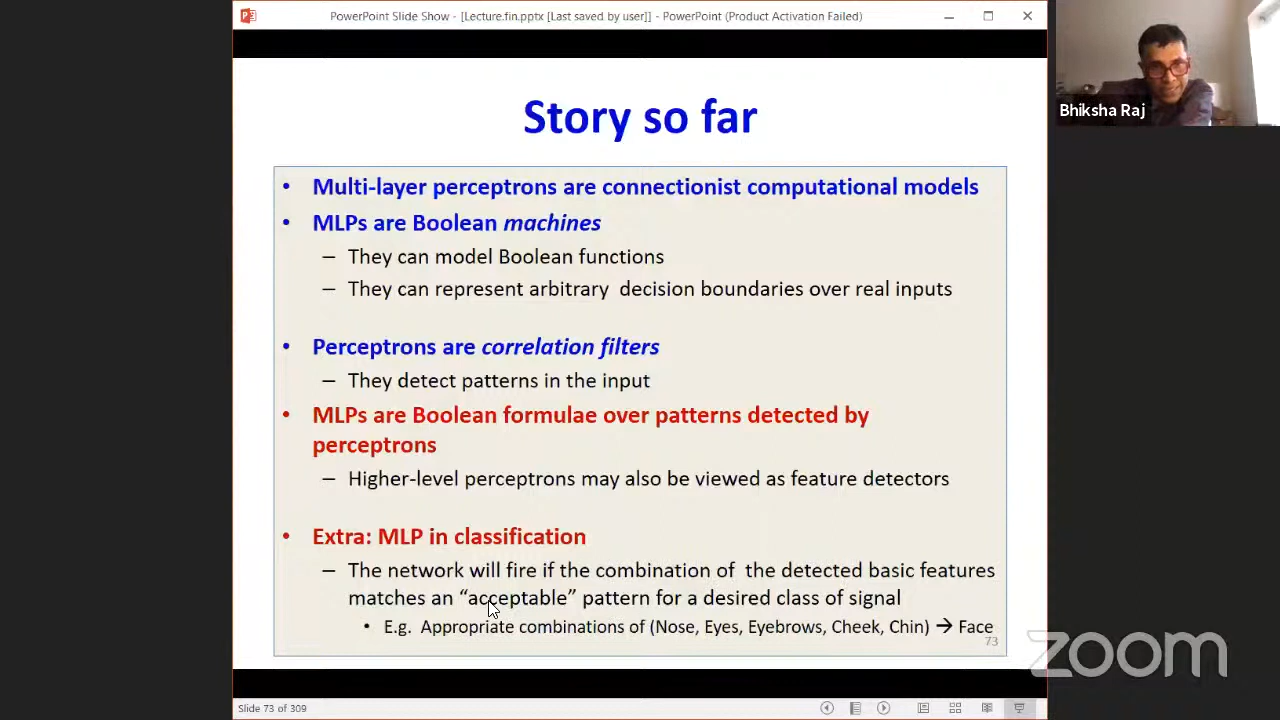 PowerPoint Slide Show - [Lecture.fin.pptx [Last saved by user]] - PowerPoint (Product Activation Failed)
Bhiksha Raj
Story so far
• Multi-layer perceptrons are connectionist computational models
• MLPs are Boolean machines
– They can model Boolean functions
– They can represent arbitrary decision boundaries over real inputs
• Perceptrons are correlation filters
– They detect patterns in the input
• MLPs are Boolean formulae over patterns detected by
perceptrons
– Higher-level perceptrons may also be viewed as feature detectors
• Extra: MLP in classification
– The network will fire if the combination of the detected basic features
matches an “acceptable” pattern for a desired class of signal
• E.g. Appropriate combinations of (Nose, Eyes, Eyebrows, Cheek, Chin) → Face
73
zoom
Slide 73 of 309